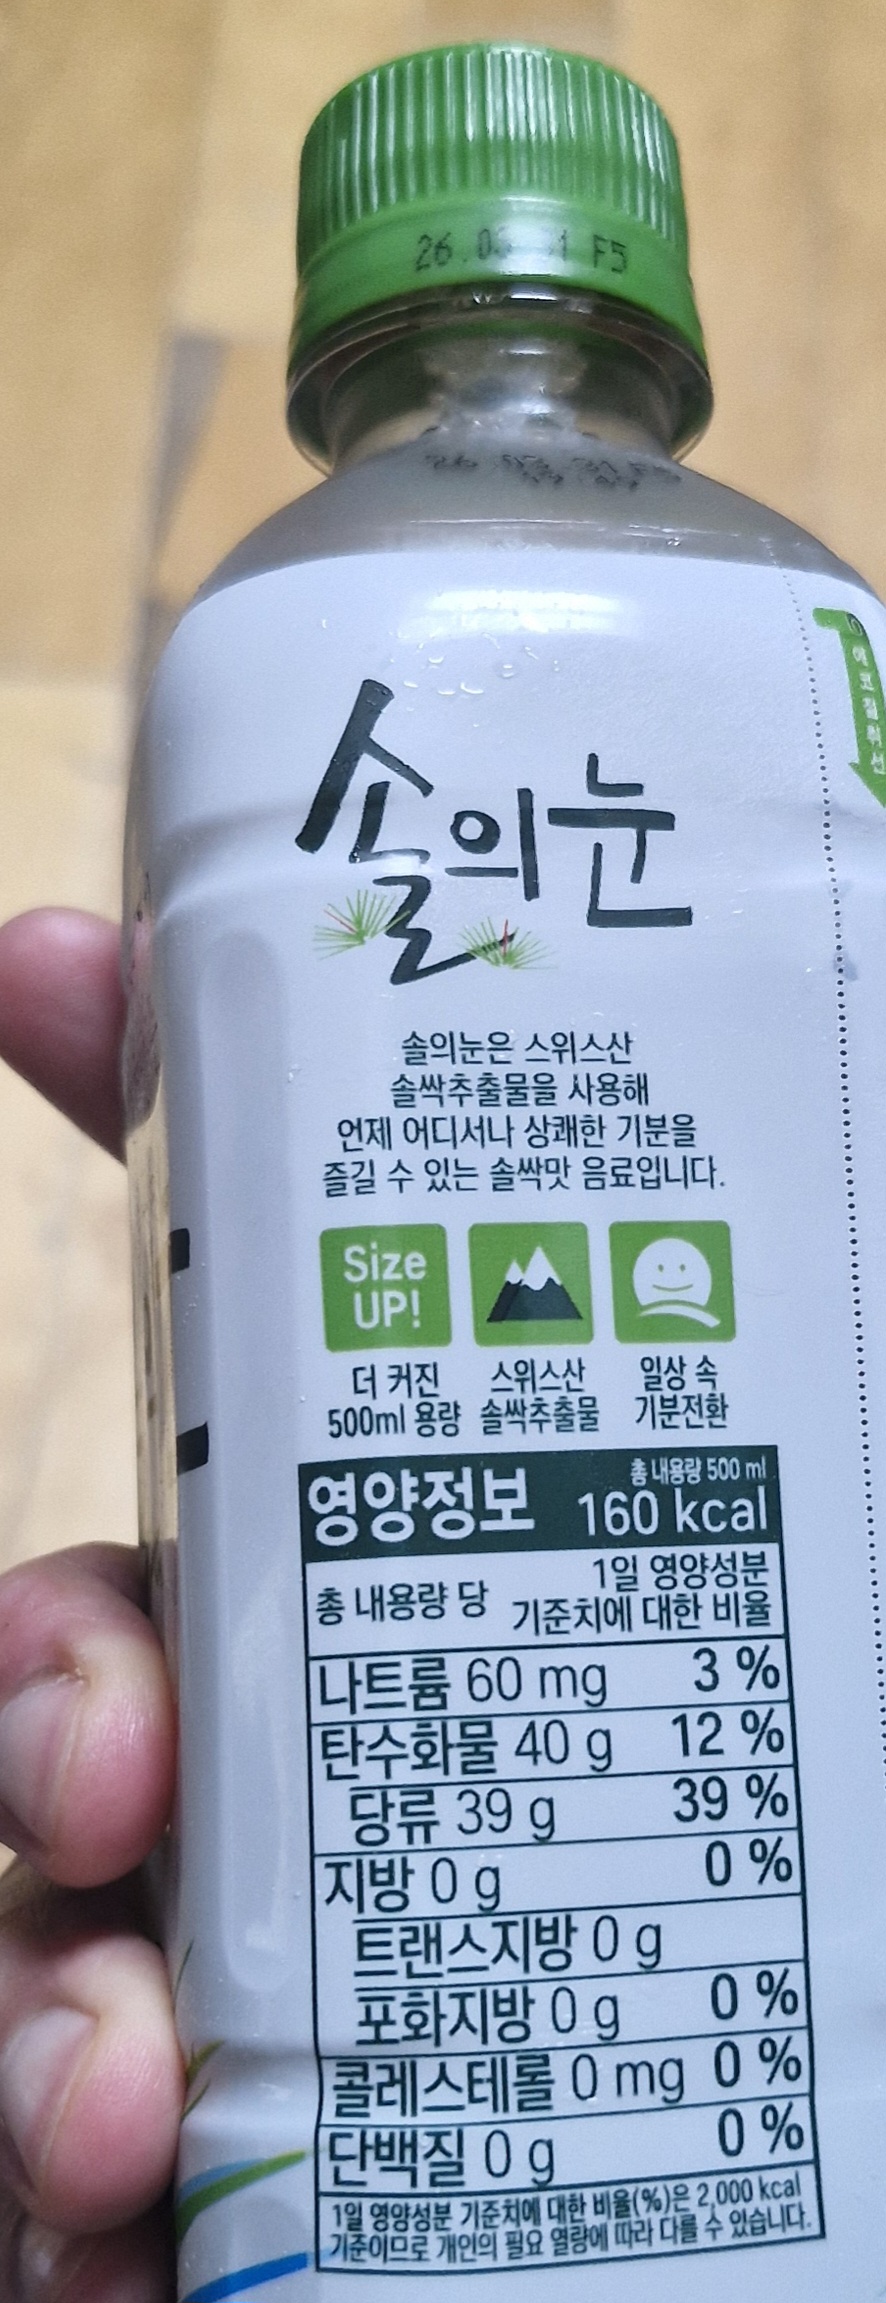 26.03.31 F5
솔의눈
에코절취선
솔의눈은 스위스산
솔싹추출물을 사용해
언제 어디서나 상쾌한 기분을
즐길 수 있는 솔싹맛 음료입니다.
Size
UP!
더 커진
500ml 용량
스위스산
솔싹추출물
일상 속
기분전환
영양정보
총 내용량 500 ml
160 kcal
총 내용량 당
1일 영양성분
기준치에 대한 비율
나트륨 60 mg 3 %
탄수화물 40 g 12 %
당류 39 g 39 %
지방 0 g 0 %
트랜스지방 0 g
포화지방 0 g 0 %
콜레스테롤 0 mg 0 %
단백질 0 g 0 %
1일 영양성분 기준치에 대한 비율(%)은 2,000 kcal
기준이므로 개인의 필요 열량에 따라 다를 수 있습니다.